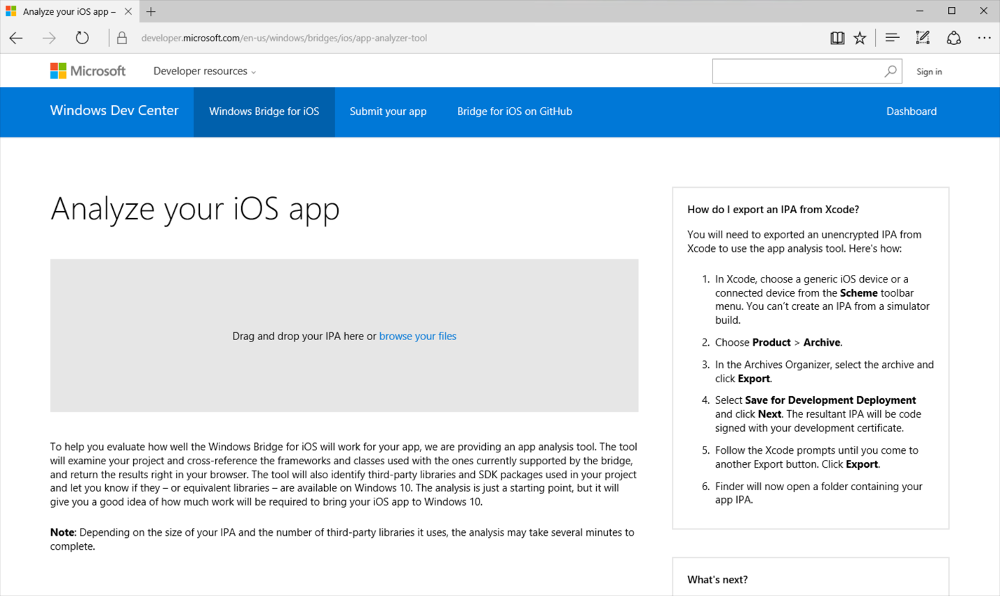 Analyze your iOS app –
developer.microsoft.com/en-us/windows/bridges/ios/app-analyzer-tool
Microsoft
Developer resources
Sign in
Windows Dev Center
Windows Bridge for iOS
Submit your app
Bridge for iOS on GitHub
Dashboard
Analyze your iOS app
Drag and drop your IPA here or browse your files
To help you evaluate how well the Windows Bridge for iOS will work for your app, we are providing an app analysis tool. The tool
will examine your project and cross-reference the frameworks and classes used with the ones currently supported by the bridge,
and return the results right in your browser. The tool will also identify third-party libraries and SDK packages used in your project
and let you know if they – or equivalent libraries – are available on Windows 10. The analysis is just a starting point, but it will
give you a good idea of how much work will be required to bring your iOS app to Windows 10.
Note: Depending on the size of your IPA and the number of third-party libraries it uses, the analysis may take several minutes to
complete.
How do I export an IPA from Xcode?
You will need to exported an unencrypted IPA from
Xcode to use the app analysis tool. Here's how:
1. In Xcode, choose a generic iOS device or a
connected device from the Scheme toolbar
menu. You can't create an IPA from a simulator
build.
2. Choose Product > Archive.
3. In the Archives Organizer, select the archive and
click Export.
4. Select Save for Development Deployment
and click Next. The resultant IPA will be code
signed with your development certificate.
5. Follow the Xcode prompts until you come to
another Export button. Click Export.
6. Finder will now open a folder containing your
app IPA.
What's next?